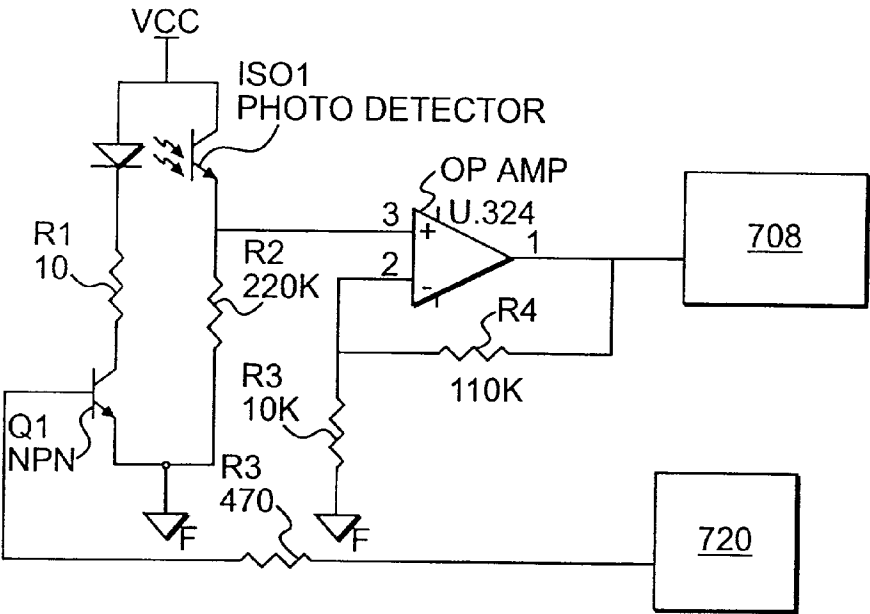 VCC
ISO1
PHOTO DETECTOR
OP AMP
U.324
3
+
1
2
-
708
R1
10
R2
220K
R4
110K
R3
10K
Q1
NPN
R3
470
F
F
720